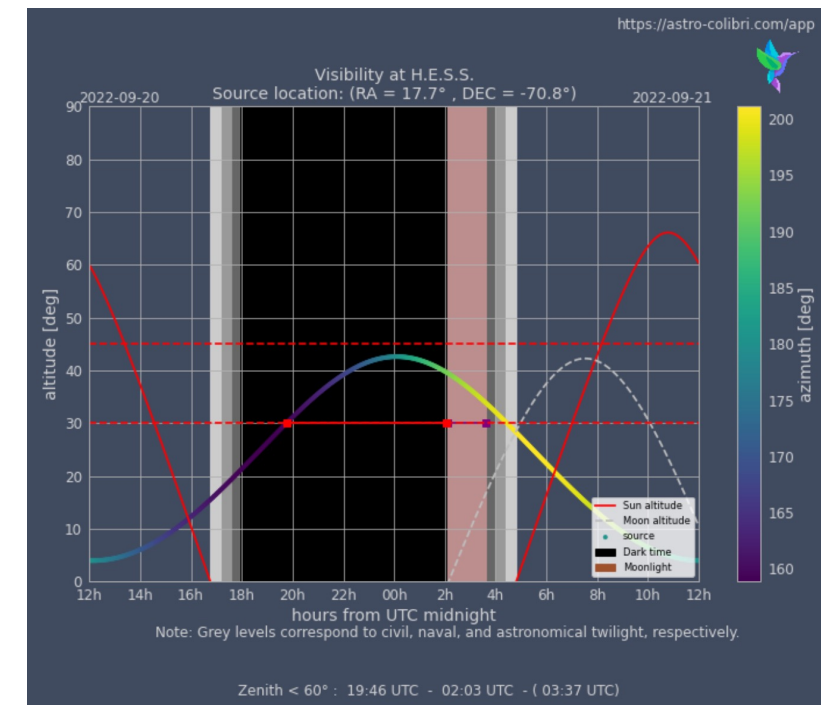 https://astro-colibri.com/app
Visibility at H.E.S.S.
Source location: (RA = 17.7° , DEC = -70.8°)
2022-09-20
2022-09-21
90
80
70
60
50
40
30
20
10
0
altitude [deg]
12h 14h 16h 18h 20h 22h 00h 2h 4h 6h 8h 10h 12h
hours from UTC midnight
Sun altitude
Moon altitude
source
Dark time
Moonlight
200
195
190
185
180
175
170
165
160
azimuth [deg]
Note: Grey levels correspond to civil, naval, and astronomical twilight, respectively.
Zenith < 60° : 19:46 UTC - 02:03 UTC - ( 03:37 UTC)